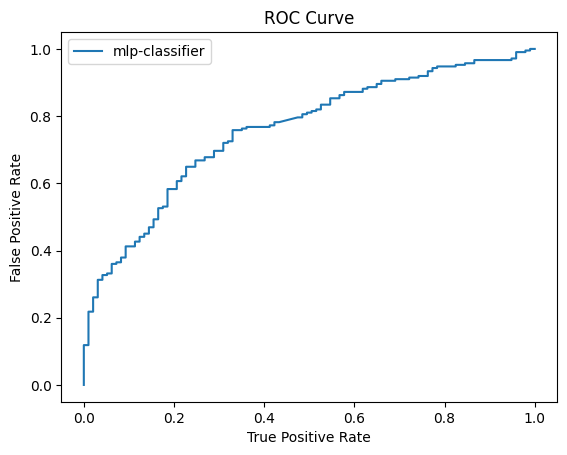 ROC Curve
mlp-classifier
1.0
0.8
0.6
0.4
0.2
0.0
False Positive Rate
0.0 0.2 0.4 0.6 0.8 1.0
True Positive Rate